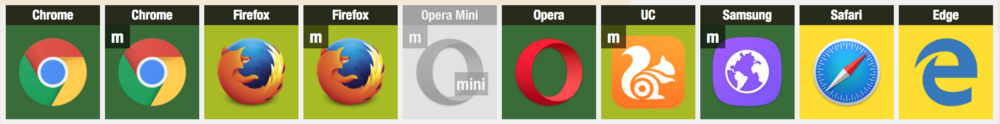 Chrome
Chrome
Firefox
Firefox
Opera Mini
Opera
UC
Samsung
Safari
Edge
m
m
m
mini
m
m